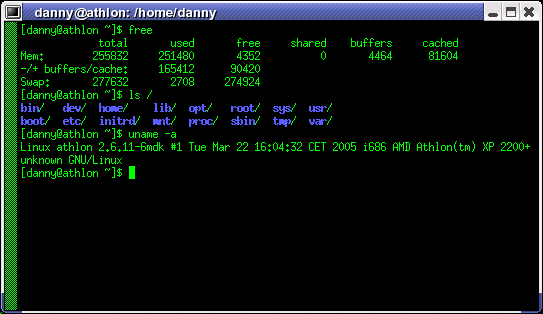 danny@athlon: /home/danny
[danny@athlon ~]$ free
             total       used       free     shared    buffers     cached
Mem:        255832     251480       4352          0       4464      81604
-/+ buffers/cache:     165412      90420
Swap:       277632       2708     274924
[danny@athlon ~]$ ls /
bin/   dev/  home/    lib/  opt/   root/  sys/  usr/
boot/  etc/  initrd/  mnt/  proc/  sbin/  tmp/  var/
[danny@athlon ~]$ uname -a
Linux athlon 2.6.11-6mdk #1 Tue Mar 22 16:04:32 CET 2005 i686 AMD Athlon(tm) XP 2200+
unknown GNU/Linux
[danny@athlon ~]$